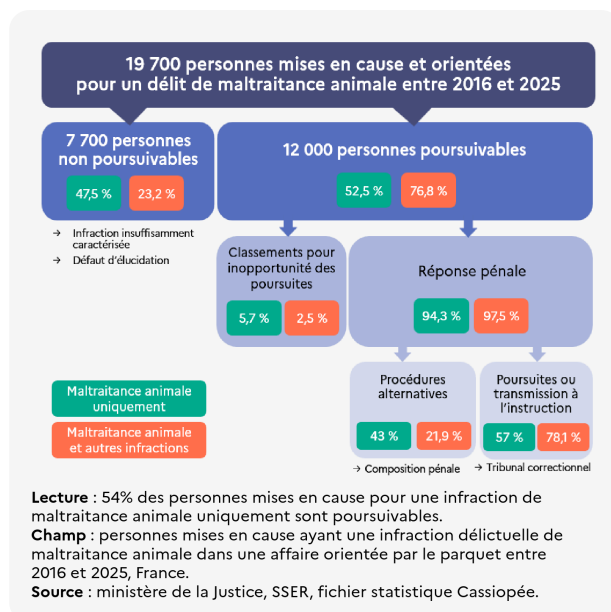 19 700 personnes mises en cause et orientées
pour un délit de maltraitance animale entre 2016 et 2025
7 700 personnes
non poursuivables
47,5 %
23,2 %
→ Infraction insuffisamment
caractérisée
→ Défaut d'élucidation
12 000 personnes poursuivables
52,5 %
76,8 %
Classements pour
inopportunité des
poursuites
5,7 %
2,5 %
Réponse pénale
94,3 %
97,5 %
Procédures
alternatives
43 %
21,9 %
→ Composition pénale
Poursuites ou
transmission à
l'instruction
57 %
78,1 %
→ Tribunal correctionnel
Maltraitance animale
uniquement
Maltraitance animale
et autres infractions
Lecture : 54% des personnes mises en cause pour une infraction de
maltraitance animale uniquement sont poursuivables.
Champ : personnes mises en cause ayant une infraction délictuelle de
maltraitance animale dans une affaire orientée par le parquet entre
2016 et 2025, France.
Source : ministère de la Justice, SSER, fichier statistique Cassiopée.